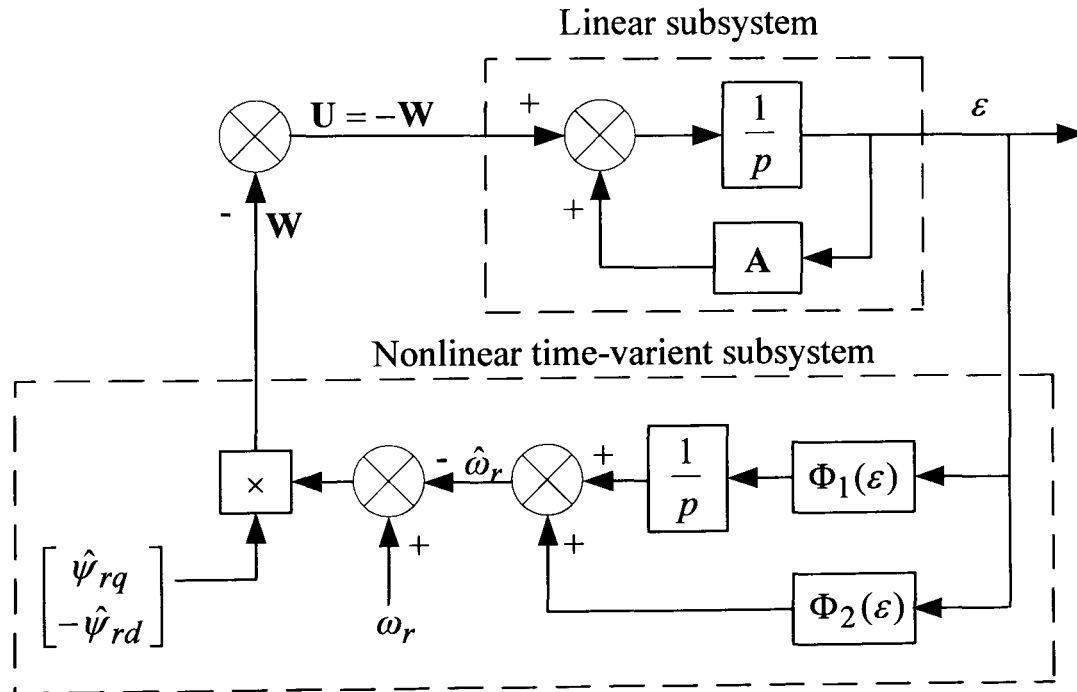 Linear subsystem
U = −W
+
1
p
ε
+
A
- W
Nonlinear time-varient subsystem
×
- ω̂r
+
1
p
Φ1(ε)
+
+
Φ2(ε)
ψ̂rq
−ψ̂rd
ωr